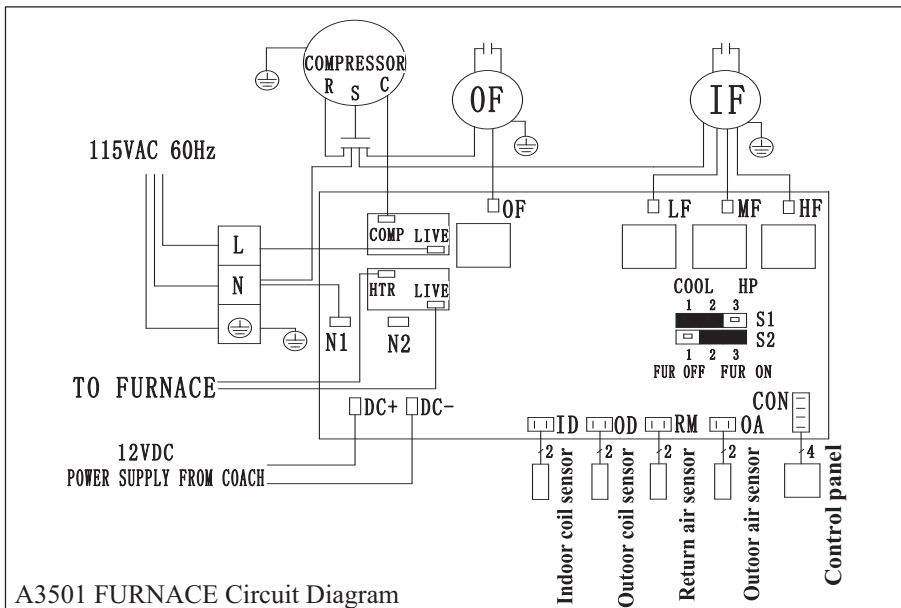 COMPRESSOR
R S C
OF
IF
115VAC 60Hz
OF
LF
MF
HF
COMP LIVE
L
HTR LIVE
N
N1
N2
COOL HP
1 2 3
S1
S2
1 2 3
FUR OFF FUR ON
TO FURNACE
DC+
DC-
CON
ID
OD
RM
OA
12VDC
POWER SUPPLY FROM COACH
2
2
2
2
4
Indoor coil sensor
Outoor coil sensor
Return air sensor
Outoor air sensor
Control panel
A3501 FURNACE Circuit Diagram